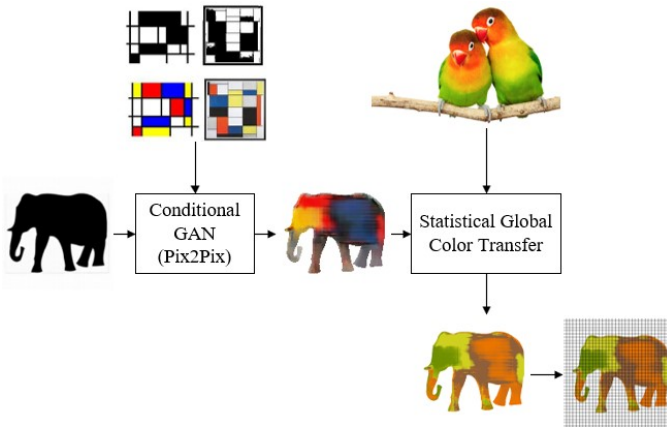 Conditional
GAN
(Pix2Pix)
Statistical Global
Color Transfer